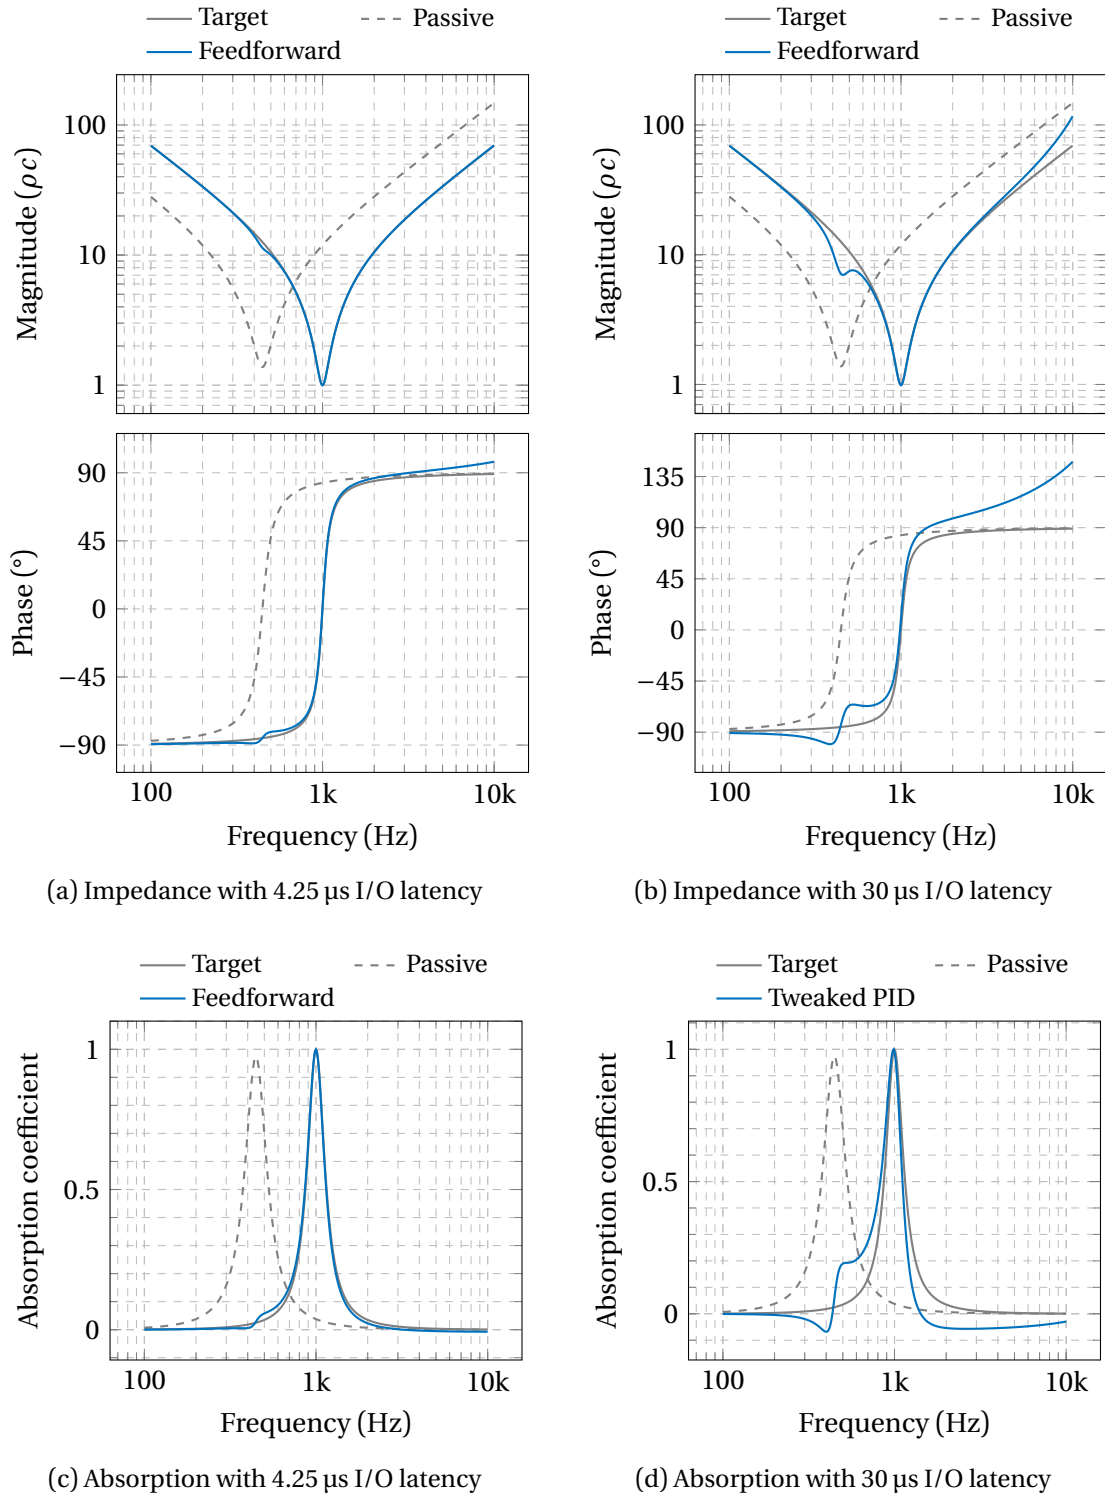 Target Passive
Feedforward
Magnitude (ρc)
100
10
1
Phase (°)
90
45
0
−45
−90
100 1k 10k
Frequency (Hz)
(a) Impedance with 4.25 µs I/O latency
Target Passive
Feedforward
Magnitude (ρc)
100
10
1
Phase (°)
135
90
45
0
−45
−90
100 1k 10k
Frequency (Hz)
(b) Impedance with 30 µs I/O latency
Target Passive
Feedforward
Absorption coefficient
1
0.5
0
100 1k 10k
Frequency (Hz)
(c) Absorption with 4.25 µs I/O latency
Target Passive
Tweaked PID
Absorption coefficient
1
0.5
0
100 1k 10k
Frequency (Hz)
(d) Absorption with 30 µs I/O latency